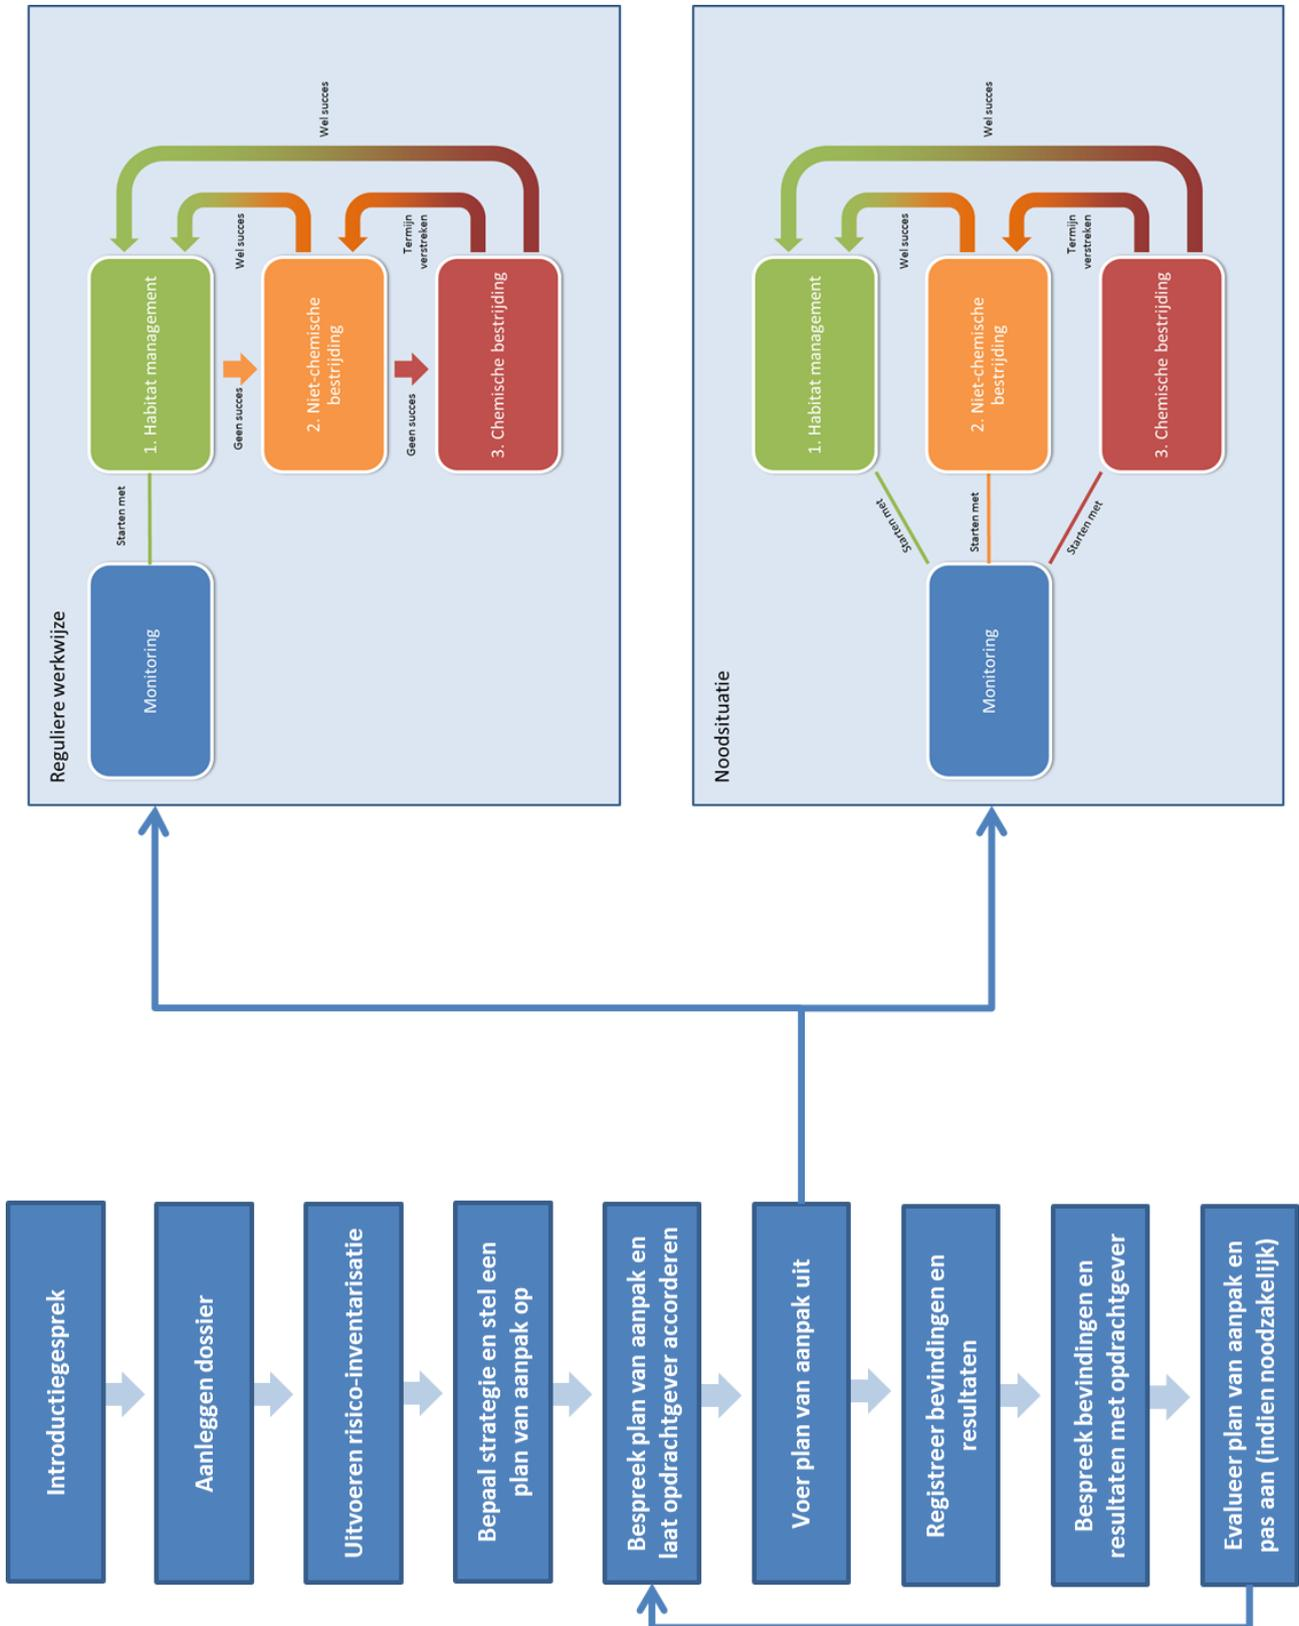 Introductiegesprek
Aanleggen dossier
Uitvoeren risico-inventarisatie
Bepaal strategie en stel een
plan van aanpak op
Bespreek plan van aanpak en
laat opdrachtgever accorderen
Voer plan van aanpak uit
Registreer bevindingen en
resultaten
Bespreek bevindingen en
resultaten met opdrachtgever
Evalueer plan van aanpak en
pas aan (indien noodzakelijk)
Reguliere werkwijze
Monitoring
Starten met
1. Habitat management
Geen succes
Wel succes
2. Niet-chemische
bestrijding
Geen succes
Termijn
verstreken
3. Chemische bestrijding
Wel succes
Noodsituatie
Monitoring
Starten met
Starten met
Starten met
1. Habitat management
Wel succes
2. Niet-chemische
bestrijding
Termijn
verstreken
3. Chemische bestrijding
Wel succes